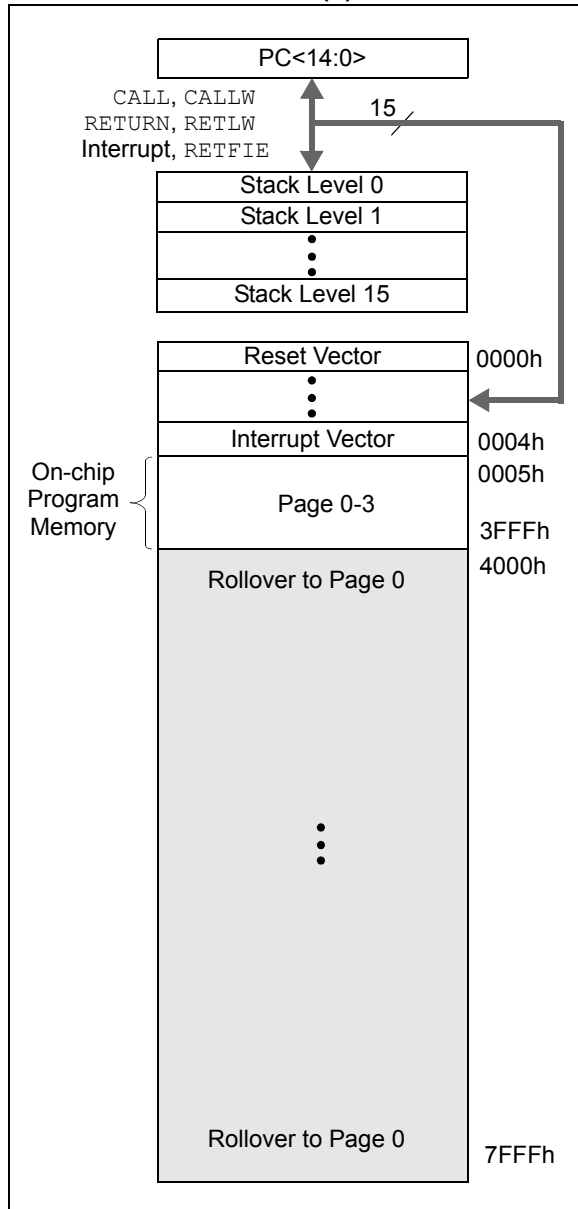 PC<14:0>
CALL, CALLW
RETURN, RETLW
Interrupt, RETFIE
15
Stack Level 0
Stack Level 1
Stack Level 15
Reset Vector
0000h
Interrupt Vector
0004h
On-chip
Program
Memory
0005h
Page 0-3
3FFFh
4000h
Rollover to Page 0
Rollover to Page 0
7FFFh